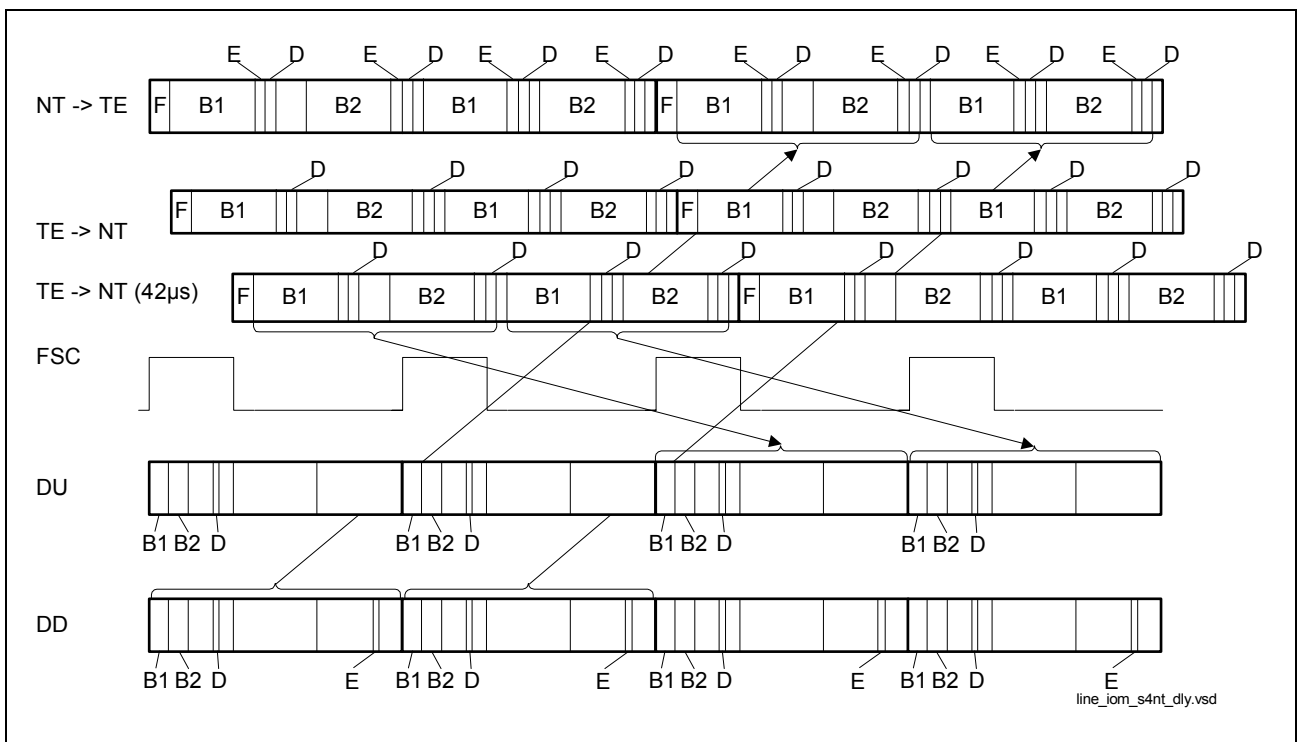 E D E D E D E D E D E D E D E D
NT -> TE F B1 B2 B1 B2 F B1 B2 B1 B2
D D D D D D D D
F B1 B2 B1 B2 F B1 B2 B1 B2
TE -> NT
D D D D D D D D
TE -> NT (42µs) F B1 B2 B1 B2 F B1 B2 B1 B2
FSC
DU
B1 B2 D B1 B2 D B1 B2 D B1 B2 D
DD
B1 B2 D E B1 B2 D E B1 B2 D E B1 B2 D E
line_iom_s4nt_dly.vsd